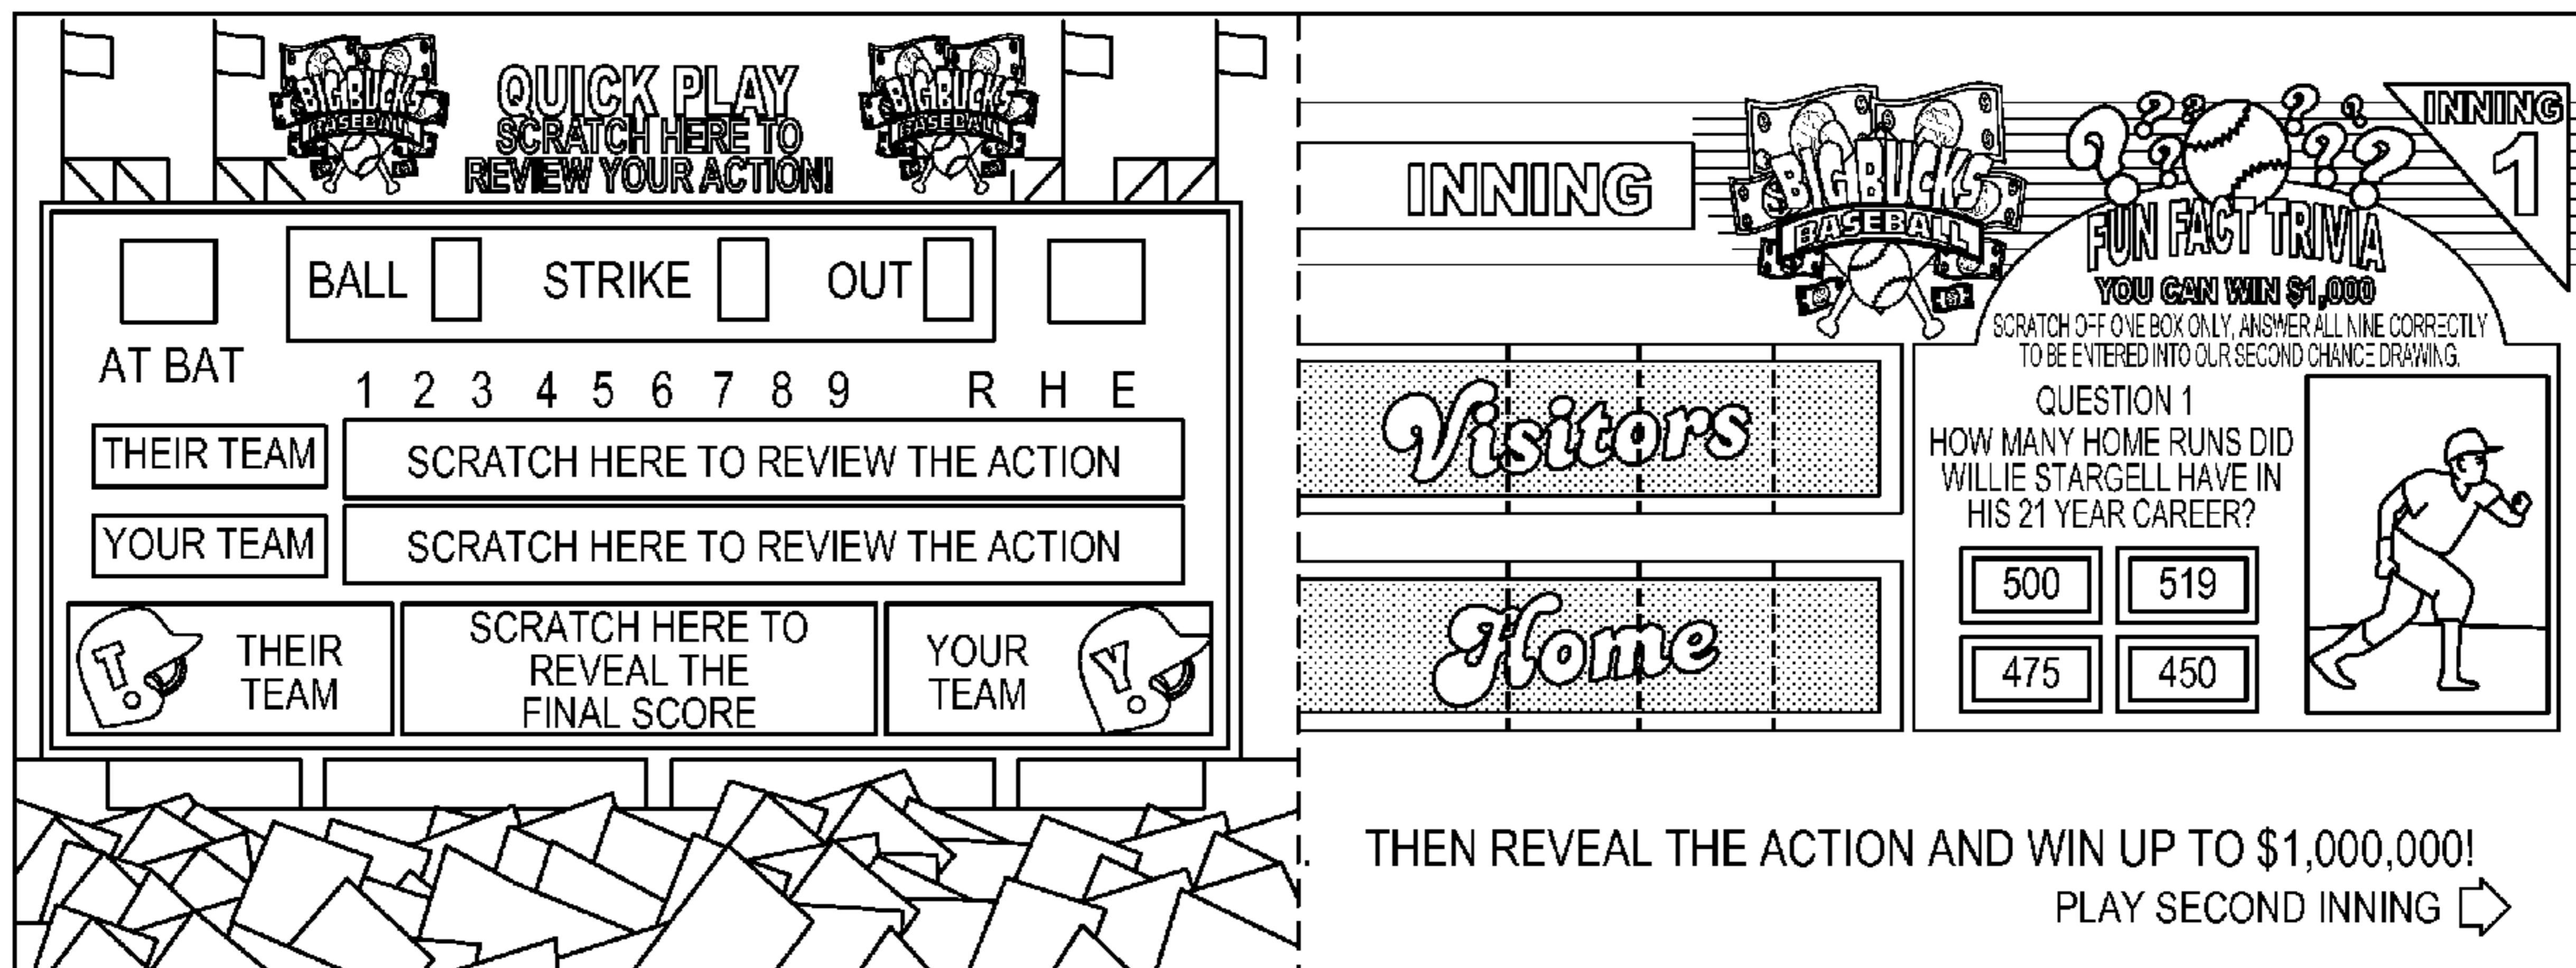 BIG BUCKS
BASEBALL
QUICK PLAY
SCRATCH HERE TO
REVIEW YOUR ACTION!
BIG BUCKS
BASEBALL
BALL STRIKE OUT
AT BAT
1 2 3 4 5 6 7 8 9 R H E
THEIR TEAM SCRATCH HERE TO REVIEW THE ACTION
YOUR TEAM SCRATCH HERE TO REVIEW THE ACTION
T
THEIR
TEAM
SCRATCH HERE TO
REVEAL THE
FINAL SCORE
YOUR
TEAM
Y
INNING
BIG BUCKS
BASEBALL
Visitors
Home
INNING
1
FUN FACT TRIVIA
YOU CAN WIN $1,000
SCRATCH OFF ONE BOX ONLY, ANSWER ALL NINE CORRECTLY
TO BE ENTERED INTO OUR SECOND CHANCE DRAWING.
QUESTION 1
HOW MANY HOME RUNS DID
WILLIE STARGELL HAVE IN
HIS 21 YEAR CAREER?
500 519
475 450
THEN REVEAL THE ACTION AND WIN UP TO $1,000,000!
PLAY SECOND INNING